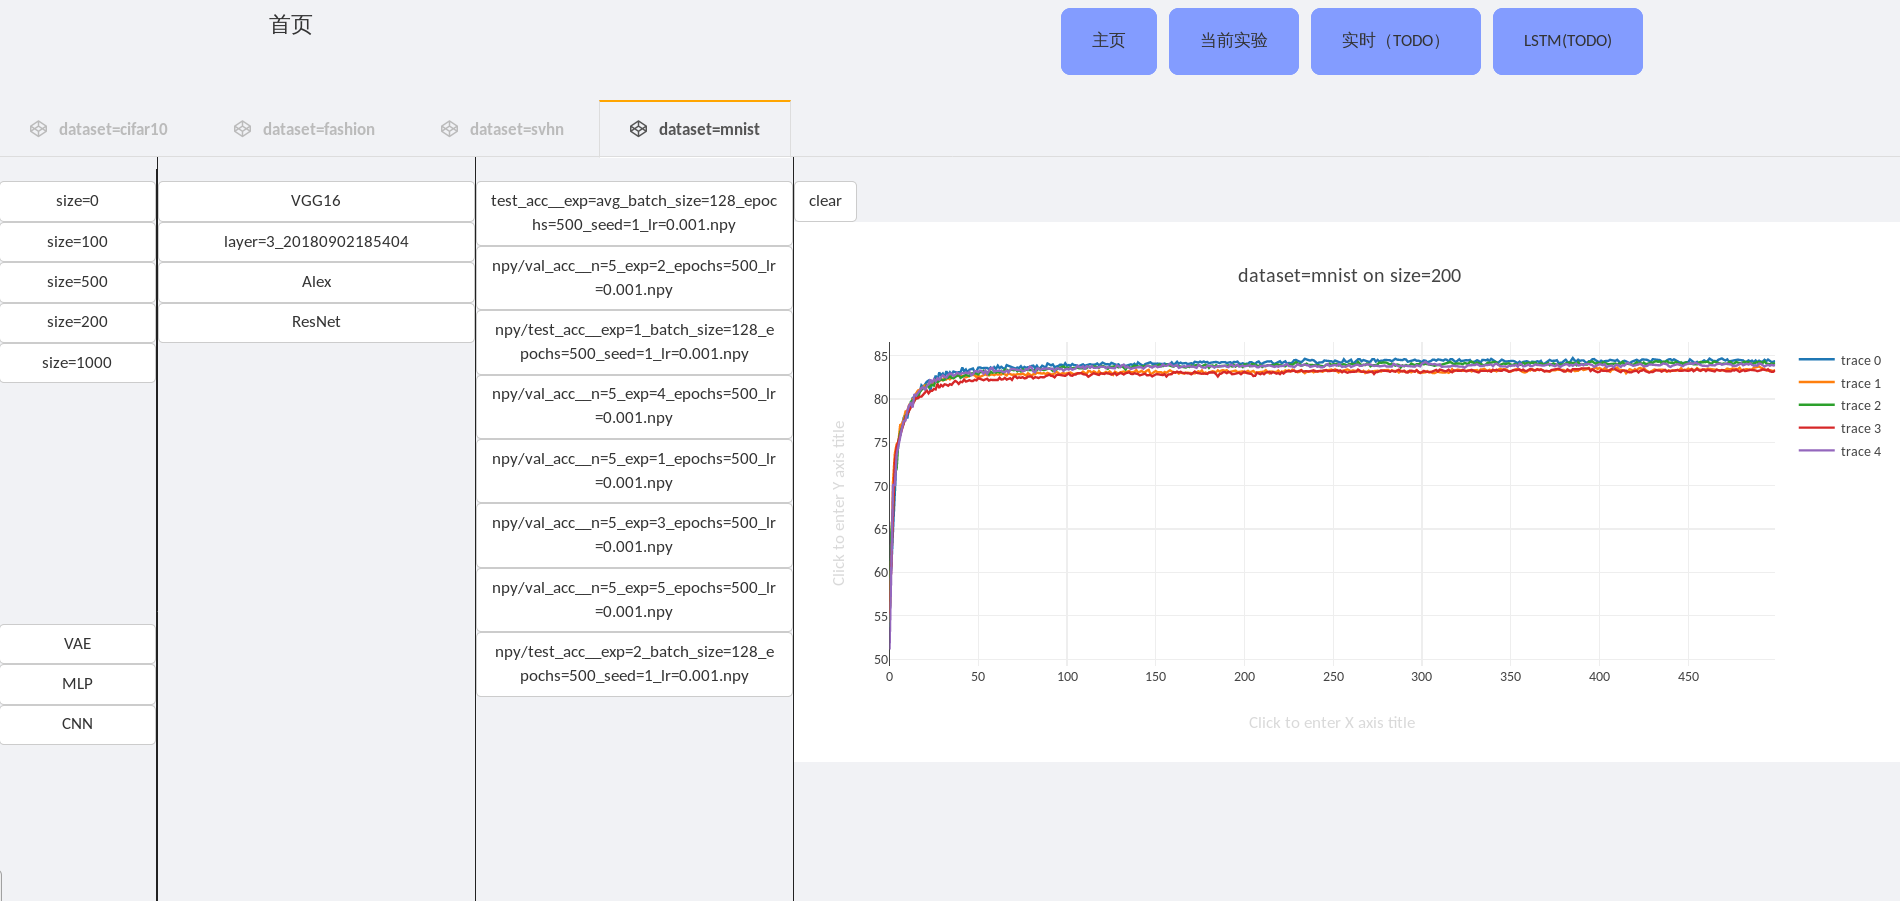 首页
主页
当前实验
实时（TODO）
LSTM(TODO)
dataset=cifar10
dataset=fashion
dataset=svhn
dataset=mnist
size=0
size=100
size=500
size=200
size=1000
VAE
MLP
CNN
VGG16
layer=3_20180902185404
Alex
ResNet
test_acc__exp=avg_batch_size=128_epoc
hs=500_seed=1_lr=0.001.npy
npy/val_acc__n=5_exp=2_epochs=500_lr
=0.001.npy
npy/test_acc__exp=1_batch_size=128_e
pochs=500_seed=1_lr=0.001.npy
npy/val_acc__n=5_exp=4_epochs=500_lr
=0.001.npy
npy/val_acc__n=5_exp=1_epochs=500_lr
=0.001.npy
npy/val_acc__n=5_exp=3_epochs=500_lr
=0.001.npy
npy/val_acc__n=5_exp=5_epochs=500_lr
=0.001.npy
npy/test_acc__exp=2_batch_size=128_e
pochs=500_seed=1_lr=0.001.npy
clear
dataset=mnist on size=200
Click to enter Y axis title
85
80
75
70
65
60
55
50
0 50 100 150 200 250 300 350 400 450
Click to enter X axis title
trace 0
trace 1
trace 2
trace 3
trace 4